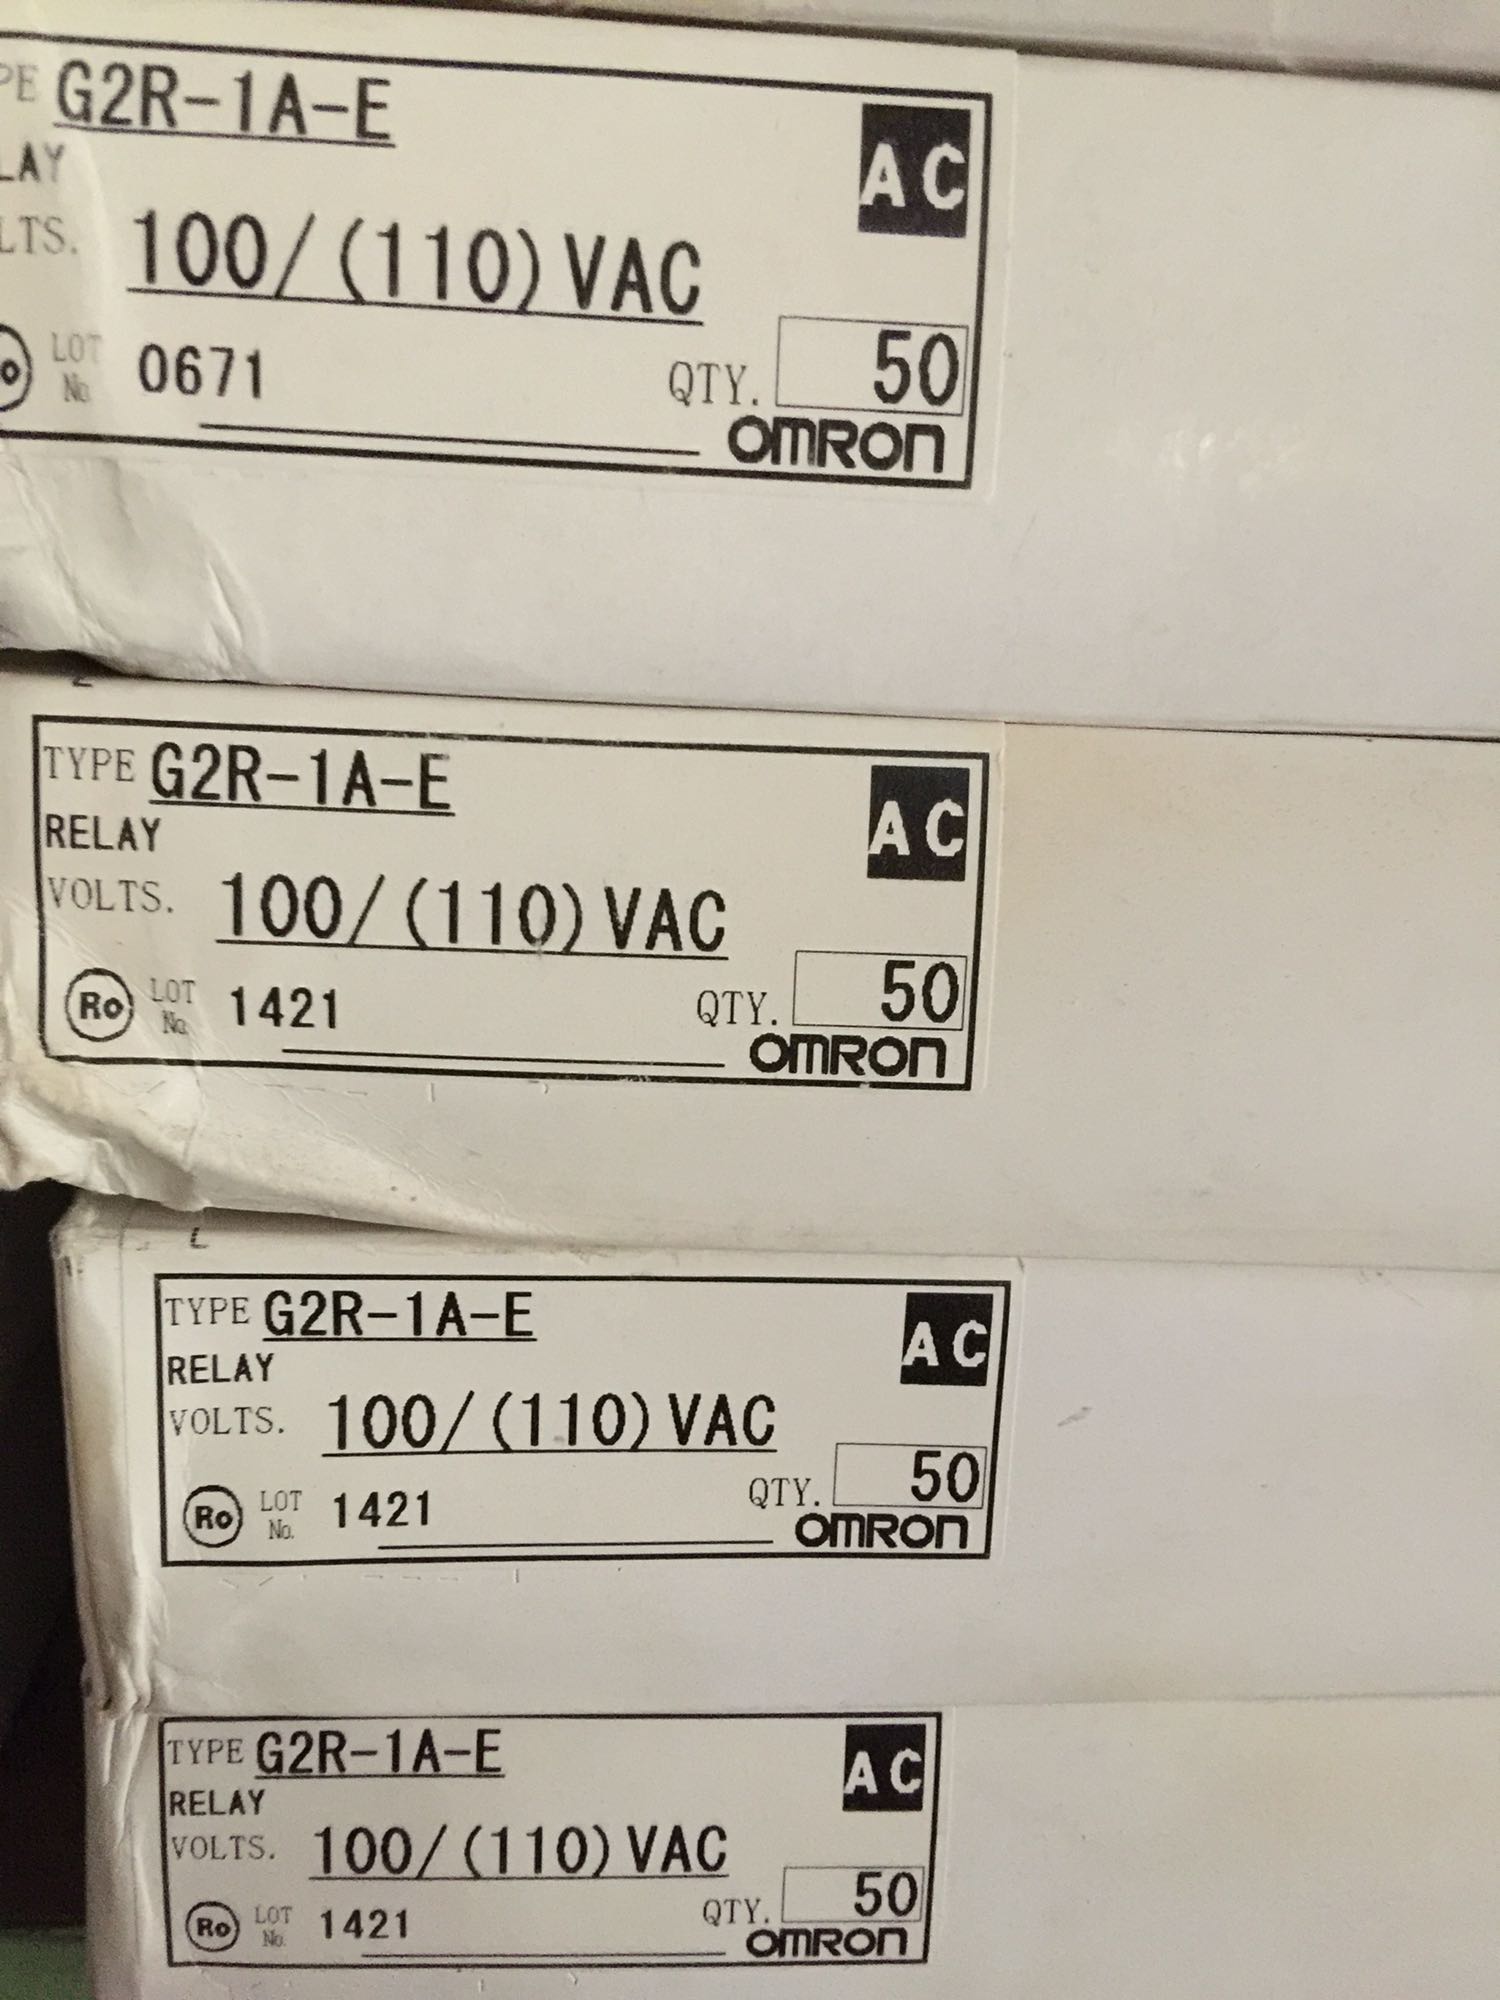 PE G2R-1A-E AC
LAY
LTS. 100/(110)VAC
o LOT No. 0671 QTY. 50
OMRON
TYPE G2R-1A-E AC
RELAY
VOLTS. 100/(110)VAC
Ro LOT No. 1421 QTY. 50
OMRON
TYPE G2R-1A-E AC
RELAY
VOLTS. 100/(110)VAC
Ro LOT No. 1421 QTY. 50
OMRON
TYPE G2R-1A-E AC
RELAY
VOLTS. 100/(110)VAC
Ro LOT No. 1421 QTY. 50
OMRON